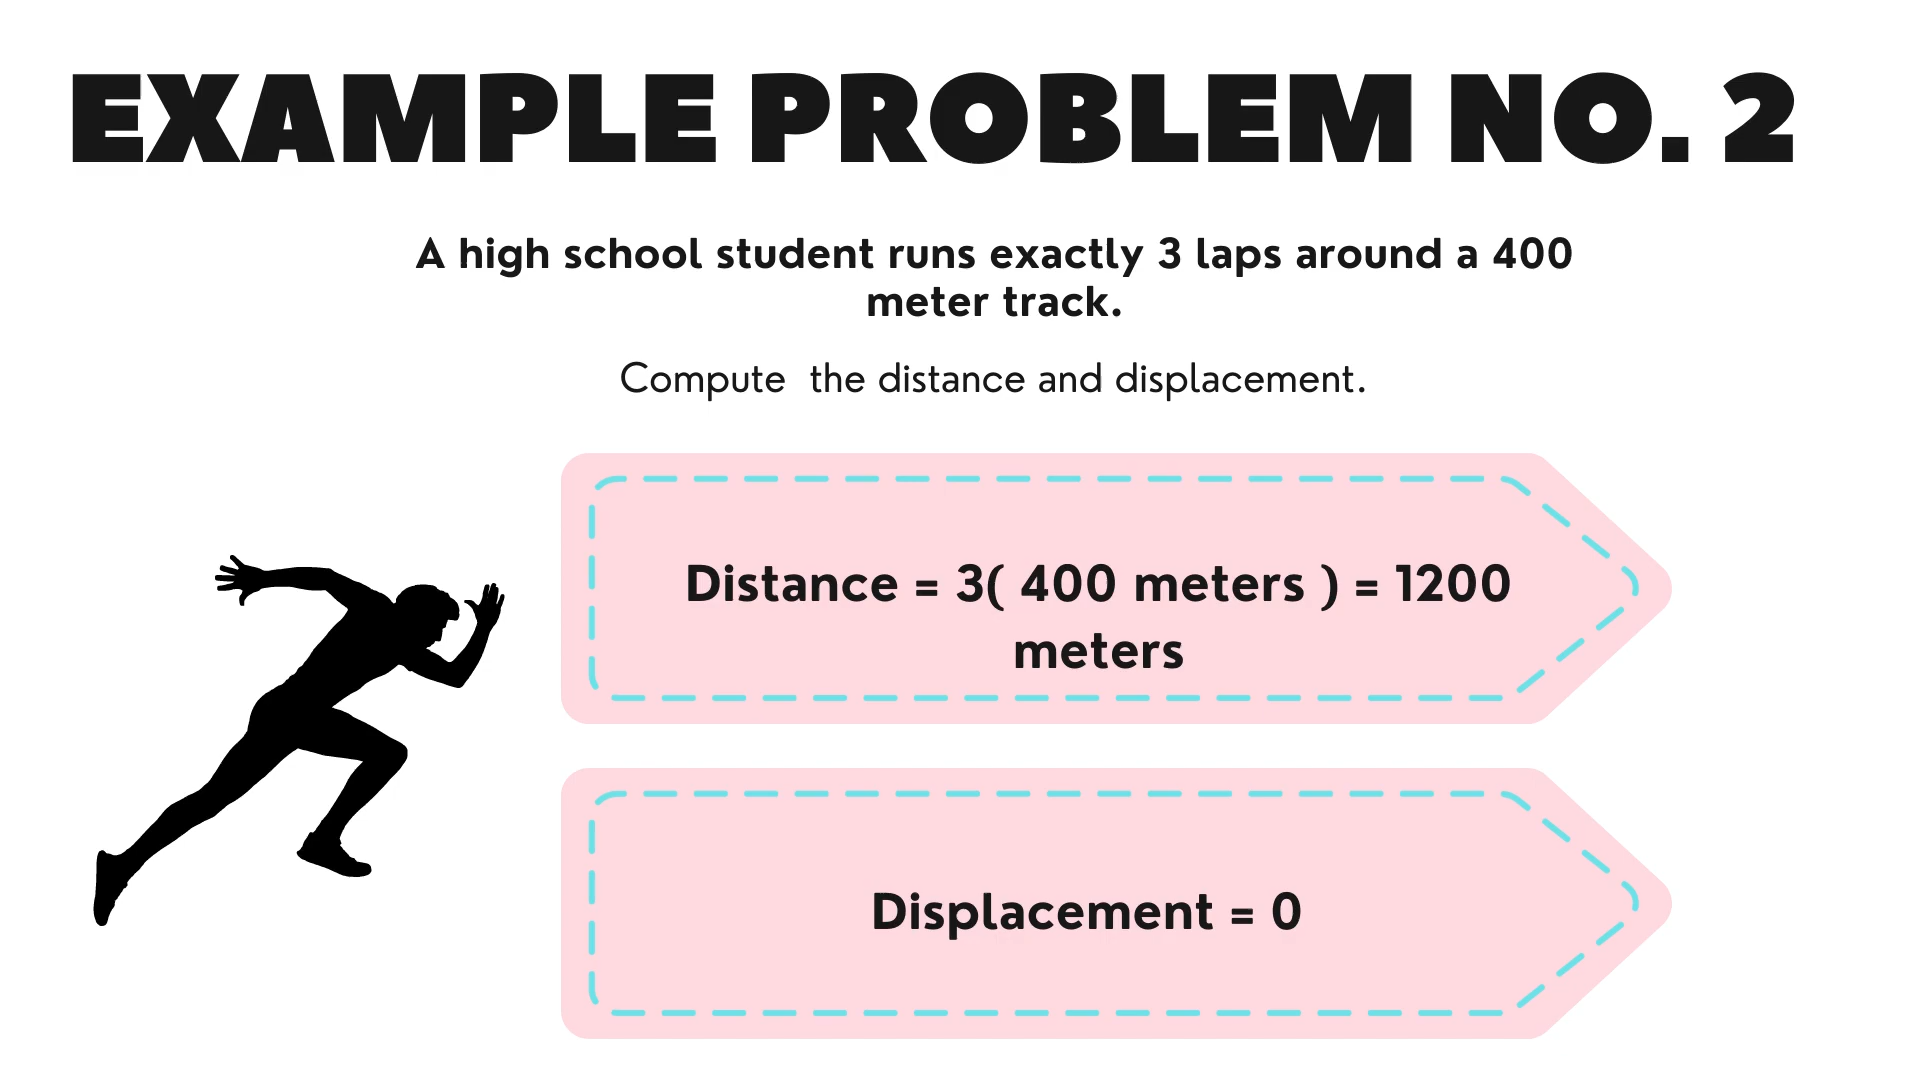 EXAMPLE PROBLEM NO. 2
A high school student runs exactly 3 laps around a 400
meter track.
Compute  the distance and displacement.
Distance = 3( 400 meters ) = 1200
meters
Displacement = 0